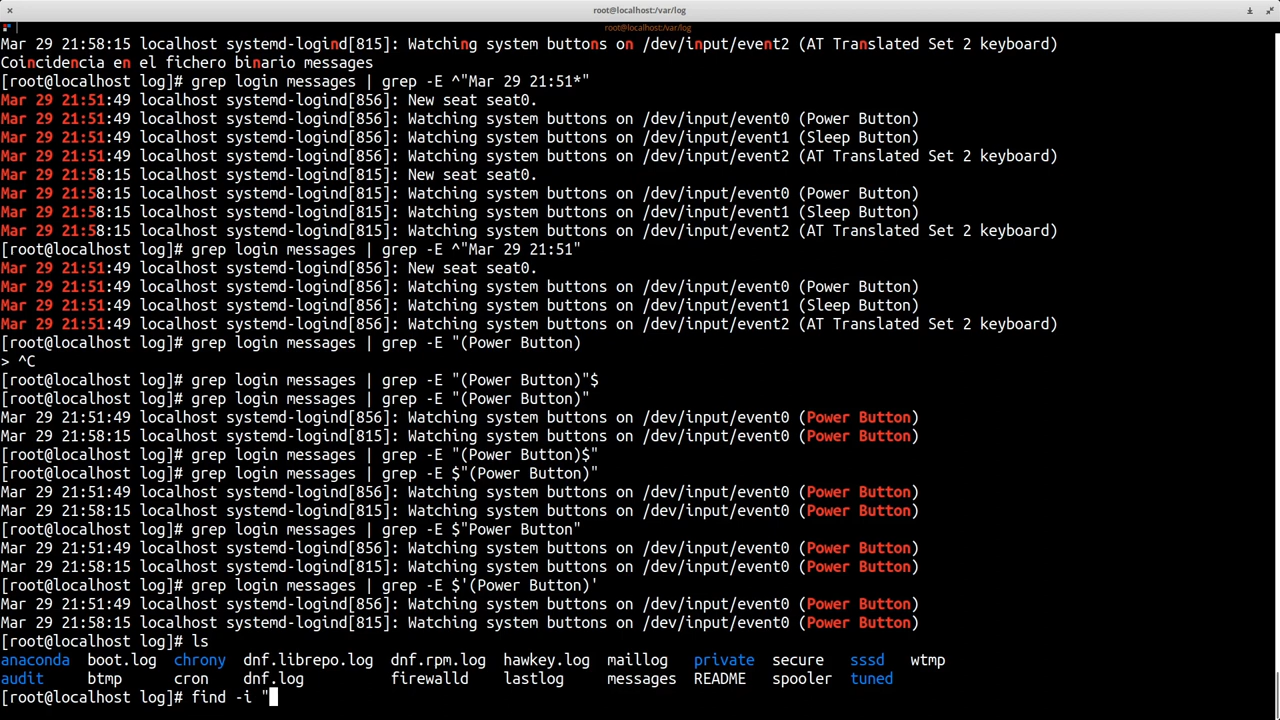 root@localhost:/var/log
root@localhost:/var/log
Mar 29 21:58:15 localhost systemd-logind[815]: Watching system buttons on /dev/input/event2 (AT Translated Set 2 keyboard)
Coincidencia en el fichero binario messages
[root@localhost log]# grep login messages | grep -E ^"Mar 29 21:51*"
Mar 29 21:51:49 localhost systemd-logind[856]: New seat seat0.
Mar 29 21:51:49 localhost systemd-logind[856]: Watching system buttons on /dev/input/event0 (Power Button)
Mar 29 21:51:49 localhost systemd-logind[856]: Watching system buttons on /dev/input/event1 (Sleep Button)
Mar 29 21:51:49 localhost systemd-logind[856]: Watching system buttons on /dev/input/event2 (AT Translated Set 2 keyboard)
Mar 29 21:58:15 localhost systemd-logind[815]: New seat seat0.
Mar 29 21:58:15 localhost systemd-logind[815]: Watching system buttons on /dev/input/event0 (Power Button)
Mar 29 21:58:15 localhost systemd-logind[815]: Watching system buttons on /dev/input/event1 (Sleep Button)
Mar 29 21:58:15 localhost systemd-logind[815]: Watching system buttons on /dev/input/event2 (AT Translated Set 2 keyboard)
[root@localhost log]# grep login messages | grep -E ^"Mar 29 21:51"
Mar 29 21:51:49 localhost systemd-logind[856]: New seat seat0.
Mar 29 21:51:49 localhost systemd-logind[856]: Watching system buttons on /dev/input/event0 (Power Button)
Mar 29 21:51:49 localhost systemd-logind[856]: Watching system buttons on /dev/input/event1 (Sleep Button)
Mar 29 21:51:49 localhost systemd-logind[856]: Watching system buttons on /dev/input/event2 (AT Translated Set 2 keyboard)
[root@localhost log]# grep login messages | grep -E "(Power Button)
> ^C
[root@localhost log]# grep login messages | grep -E "(Power Button)"$
[root@localhost log]# grep login messages | grep -E "(Power Button)"
Mar 29 21:51:49 localhost systemd-logind[856]: Watching system buttons on /dev/input/event0 (Power Button)
Mar 29 21:58:15 localhost systemd-logind[815]: Watching system buttons on /dev/input/event0 (Power Button)
[root@localhost log]# grep login messages | grep -E "(Power Button)$"
[root@localhost log]# grep login messages | grep -E $"(Power Button)"
Mar 29 21:51:49 localhost systemd-logind[856]: Watching system buttons on /dev/input/event0 (Power Button)
Mar 29 21:58:15 localhost systemd-logind[815]: Watching system buttons on /dev/input/event0 (Power Button)
[root@localhost log]# grep login messages | grep -E $"Power Button"
Mar 29 21:51:49 localhost systemd-logind[856]: Watching system buttons on /dev/input/event0 (Power Button)
Mar 29 21:58:15 localhost systemd-logind[815]: Watching system buttons on /dev/input/event0 (Power Button)
[root@localhost log]# grep login messages | grep -E $'(Power Button)'
Mar 29 21:51:49 localhost systemd-logind[856]: Watching system buttons on /dev/input/event0 (Power Button)
Mar 29 21:58:15 localhost systemd-logind[815]: Watching system buttons on /dev/input/event0 (Power Button)
[root@localhost log]# ls
anaconda boot.log chrony dnf.librepo.log dnf.rpm.log hawkey.log maillog private secure sssd wtmp
audit btmp cron dnf.log firewalld lastlog messages README spooler tuned
[root@localhost log]# find -i "